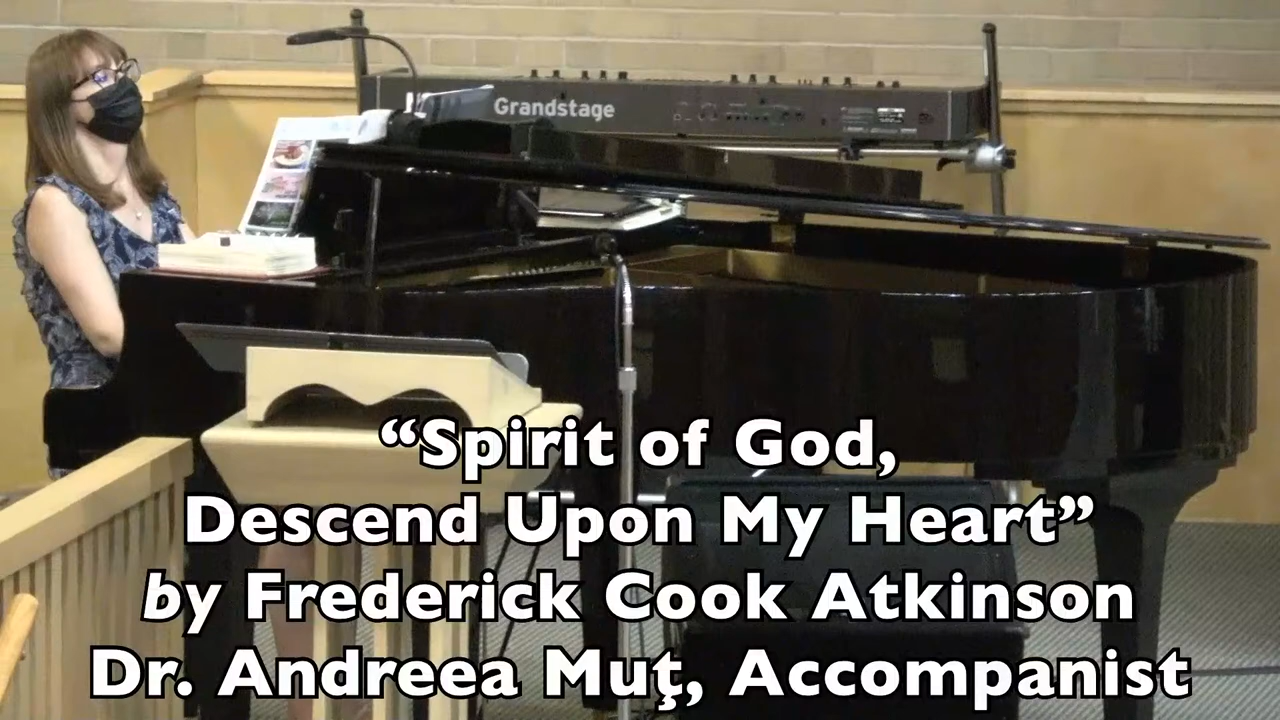 Grandstage
“Spirit of God,
Descend Upon My Heart”
by Frederick Cook Atkinson
Dr. Andreea Muţ, Accompanist